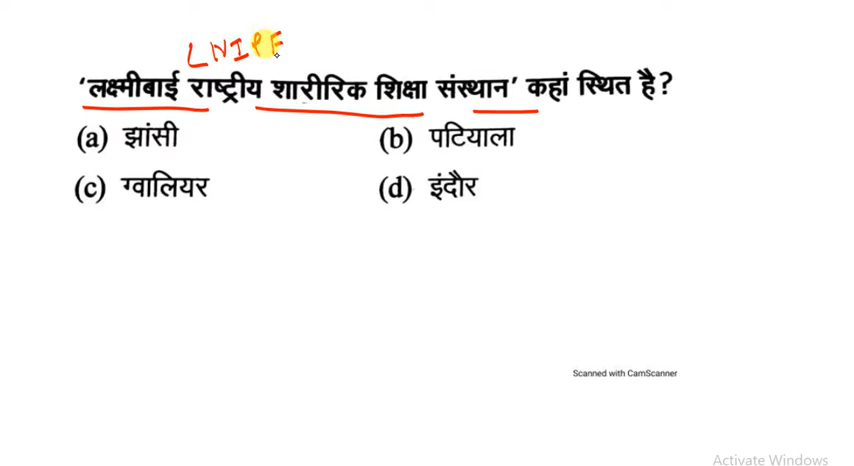 LNIPE
'लक्ष्मीबाई राष्ट्रीय शारीरिक शिक्षा संस्थान' कहां स्थित है?
(a) झांसी (b) पटियाला
(c) ग्वालियर (d) इंदौर
Scanned with CamScanner
Activate Windows